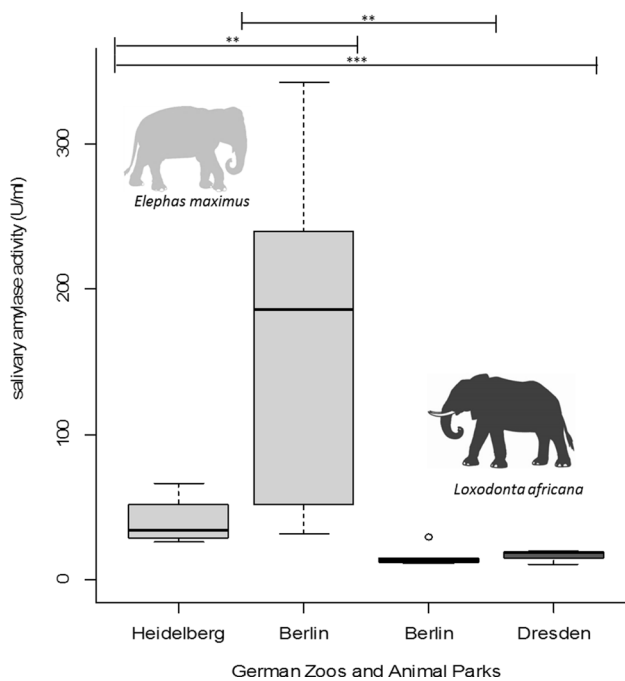 **
**
***
salivary amylase activity (U/ml)
300
200
100
0
Elephas maximus
Loxodonta africana
Heidelberg Berlin Berlin Dresden
German Zoos and Animal Parks